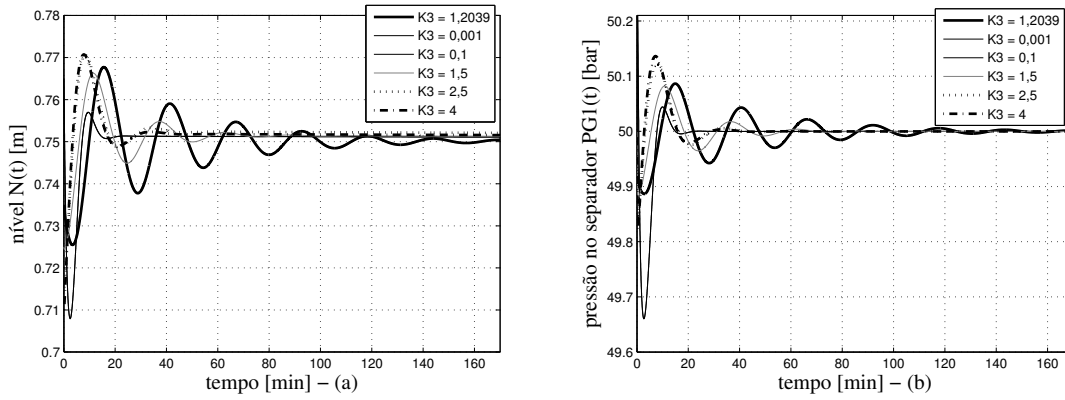 K3 = 1,2039
K3 = 0,001
K3 = 0,1
K3 = 1,5
K3 = 2,5
K3 = 4
0.78
0.77
0.76
0.75
0.74
0.73
0.72
0.71
0.7
nível N(t) [m]
0 20 40 60 80 100 120 140 160
tempo [min] – (a)
K3 = 1,2039
K3 = 0,001
K3 = 0,1
K3 = 1,5
K3 = 2,5
K3 = 4
50.2
50.1
50
49.9
49.8
49.7
49.6
pressão no separador PG1(t) [bar]
0 20 40 60 80 100 120 140 160
tempo [min] – (b)